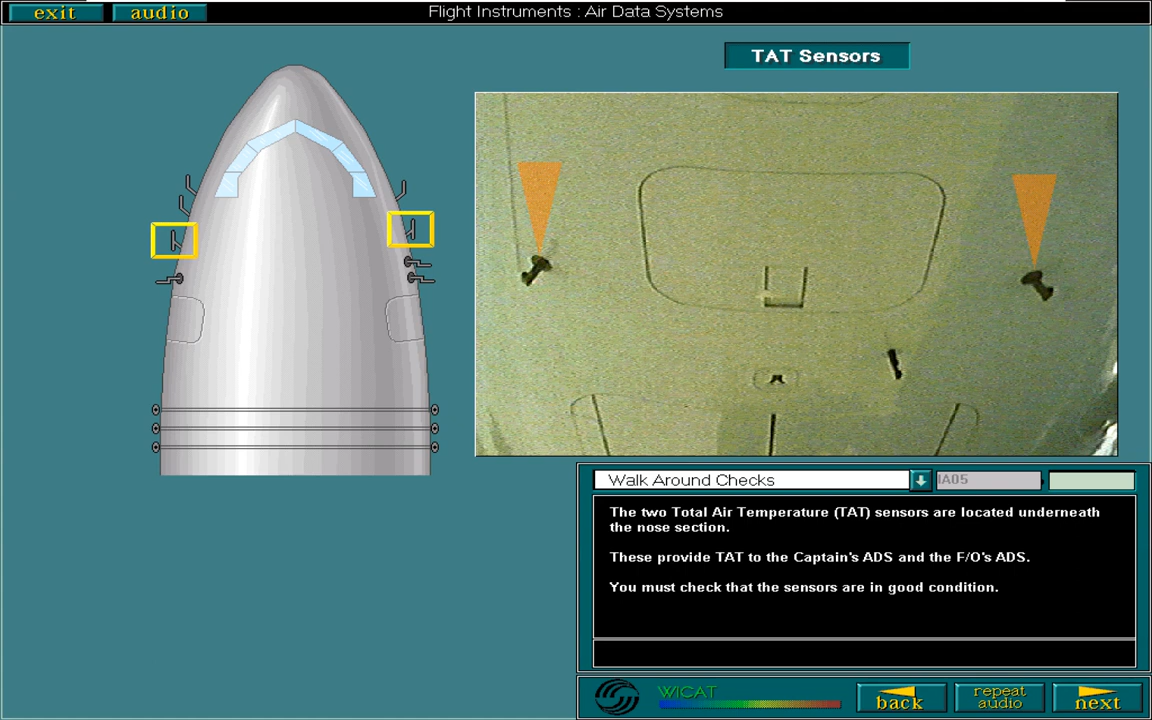 exit
audio
Flight Instruments : Air Data Systems
TAT Sensors
Walk Around Checks
IA05
The two Total Air Temperature (TAT) sensors are located underneath
the nose section.
These provide TAT to the Captain's ADS and the F/O's ADS.
You must check that the sensors are in good condition.
WICAT
back
repeat
audio
next